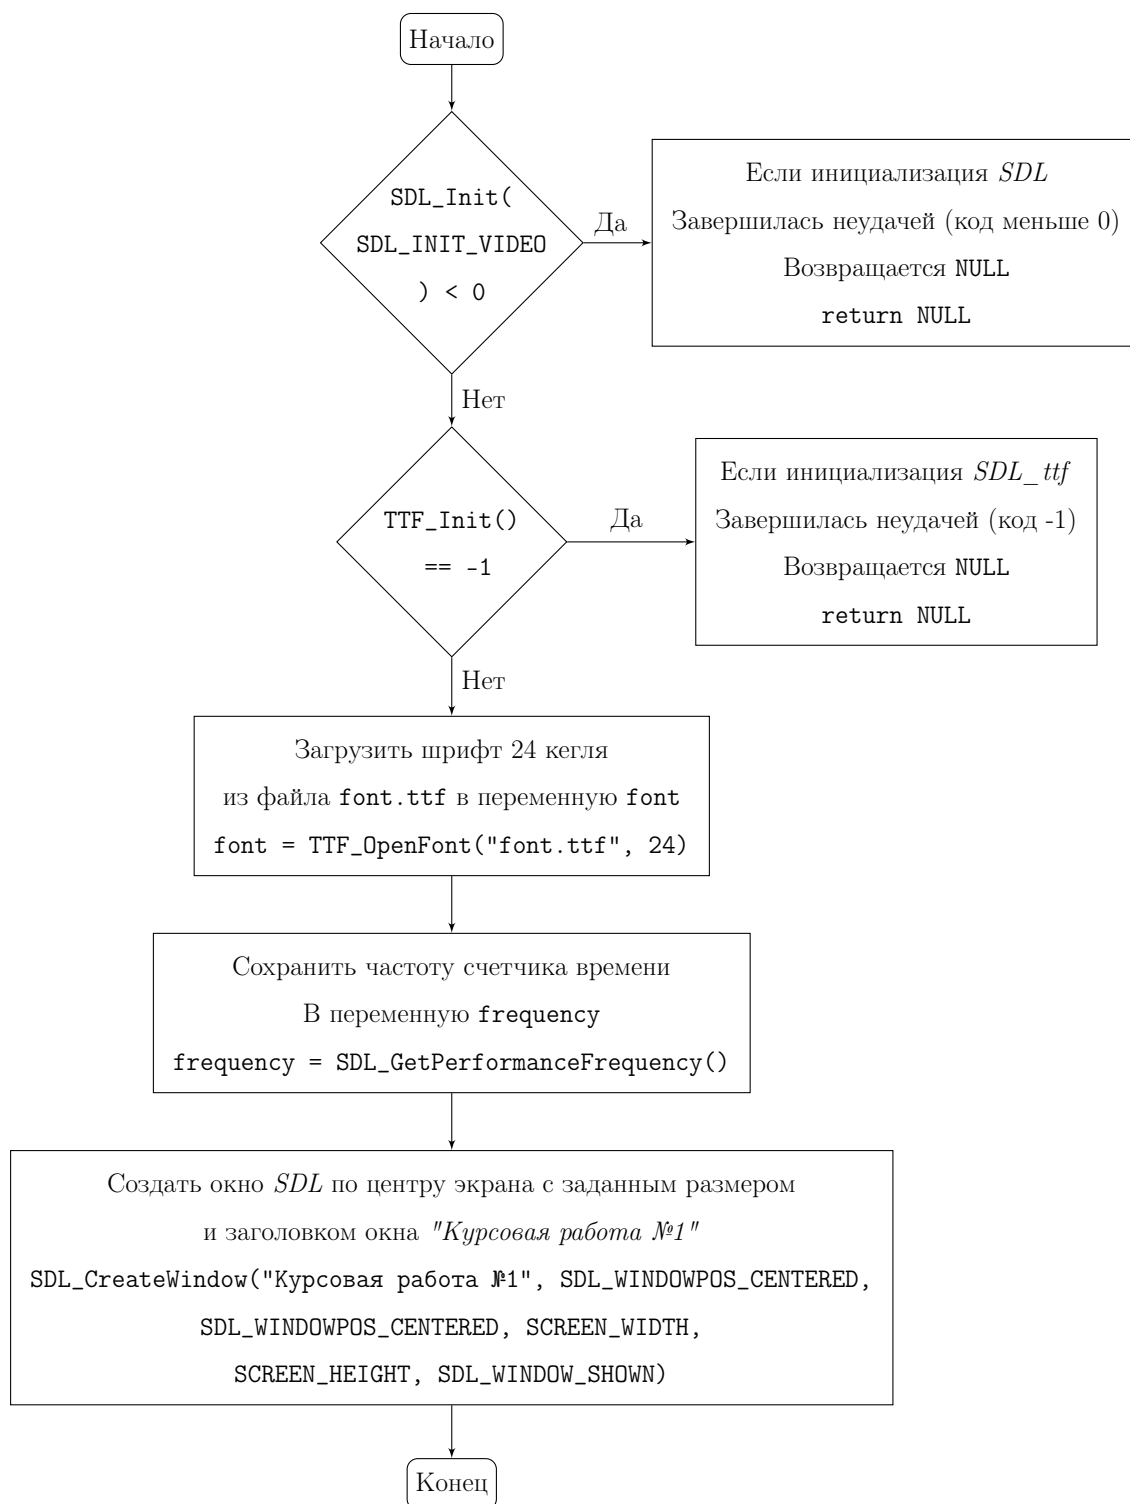 Начало
SDL_Init(
SDL_INIT_VIDEO
) < 0
Да
Если инициализация SDL
Завершилась неудачей (код меньше 0)
Возвращается NULL
return NULL
Нет
TTF_Init()
== -1
Да
Если инициализация SDL_ttf
Завершилась неудачей (код -1)
Возвращается NULL
return NULL
Нет
Загрузить шрифт 24 кегля
из файла font.ttf в переменную font
font = TTF_OpenFont("font.ttf", 24)
Сохранить частоту счетчика времени
В переменную frequency
frequency = SDL_GetPerformanceFrequency()
Создать окно SDL по центру экрана с заданным размером
и заголовком окна "Курсовая работа №1"
SDL_CreateWindow("Курсовая работа №1", SDL_WINDOWPOS_CENTERED,
SDL_WINDOWPOS_CENTERED, SCREEN_WIDTH,
SCREEN_HEIGHT, SDL_WINDOW_SHOWN)
Конец